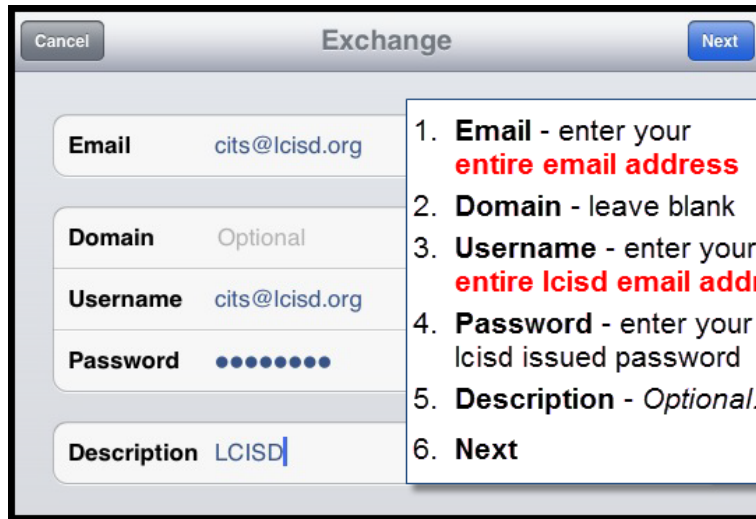 Cancel
Exchange
Next
Email cits@lcisd.org
Domain Optional
Username cits@lcisd.org
Password ●●●●●●●●
Description LCISD
1. Email - enter your
entire email address
2. Domain - leave blank
3. Username - enter your
entire lcisd email addr
4. Password - enter your
lcisd issued password
5. Description - Optional.
6. Next